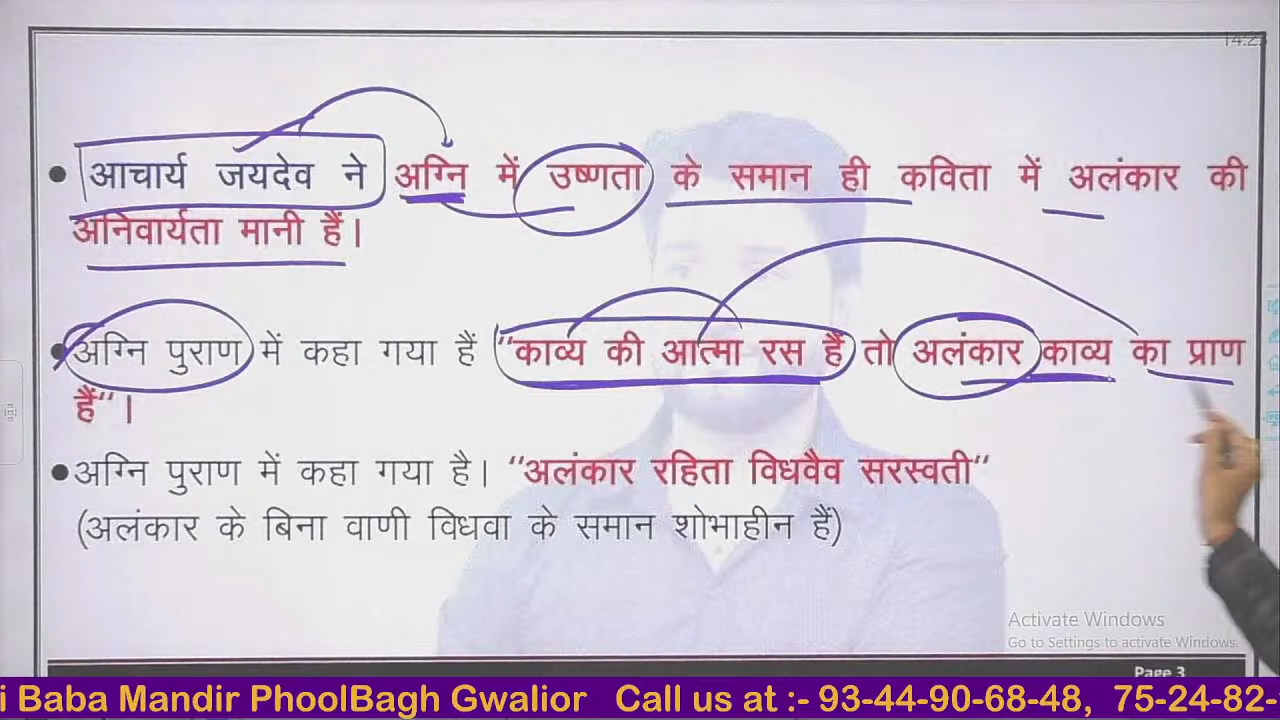 14:23
• आचार्य जयदेव ने अग्नि में उष्णता के समान ही कविता में अलंकार की
अनिवार्यता मानी हैं।
• अग्नि पुराण में कहा गया हैं "काव्य की आत्मा रस हैं तो अलंकार काव्य का प्राण
हैं"।
• अग्नि पुराण में कहा गया है। "अलंकार रहिता विधवैव सरस्वती"
(अलंकार के बिना वाणी विधवा के समान शोभाहीन हैं)
Activate Windows
Go to Settings to activate Windows.
Page 3
i Baba Mandir PhoolBagh Gwalior Call us at :- 93-44-90-68-48, 75-24-82-